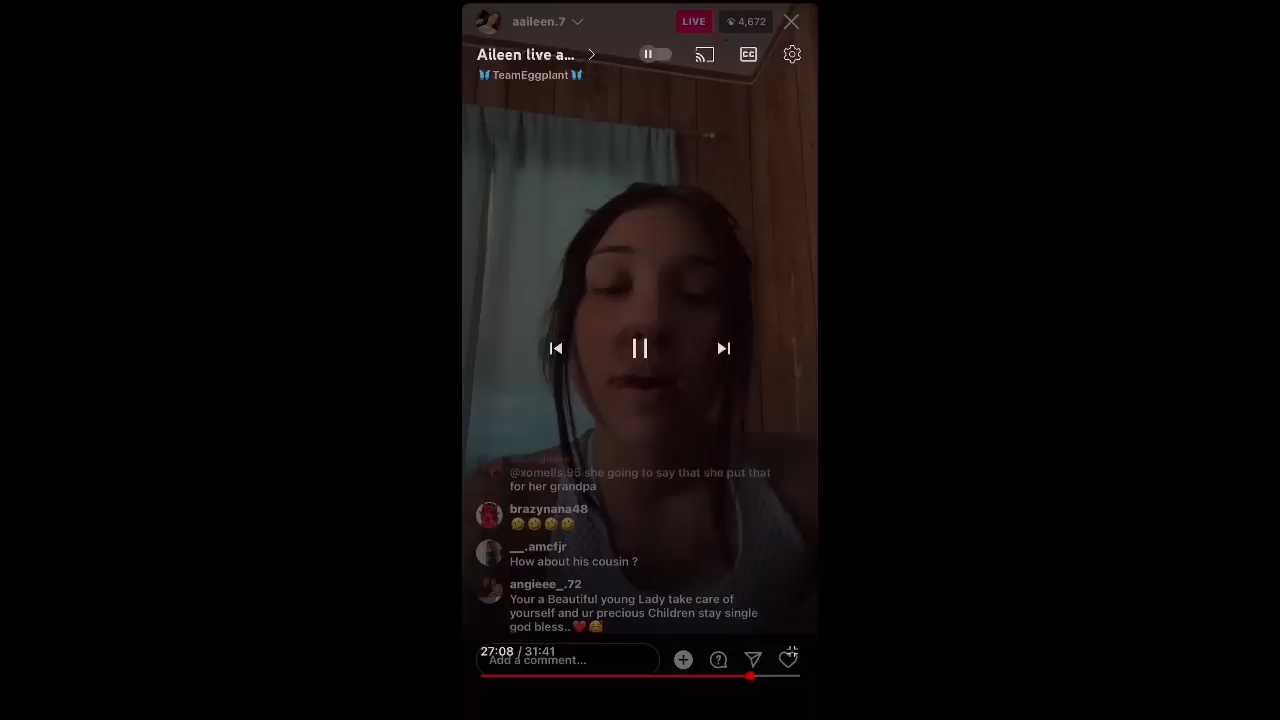 aaileen.7
LIVE
4,672
Aileen live a...
CC
🦋TeamEggplant🦋
@xomells.95 she going to say that she put that
for her grandpa
brazynana48
🤣🤣🤣🤣
__.amcfjr
How about his cousin ?
angieee_.72
Your a Beautiful young Lady take care of
yourself and ur precious Children stay single
god bless..❤️🥰
27:08 / 31:41
Add a comment...